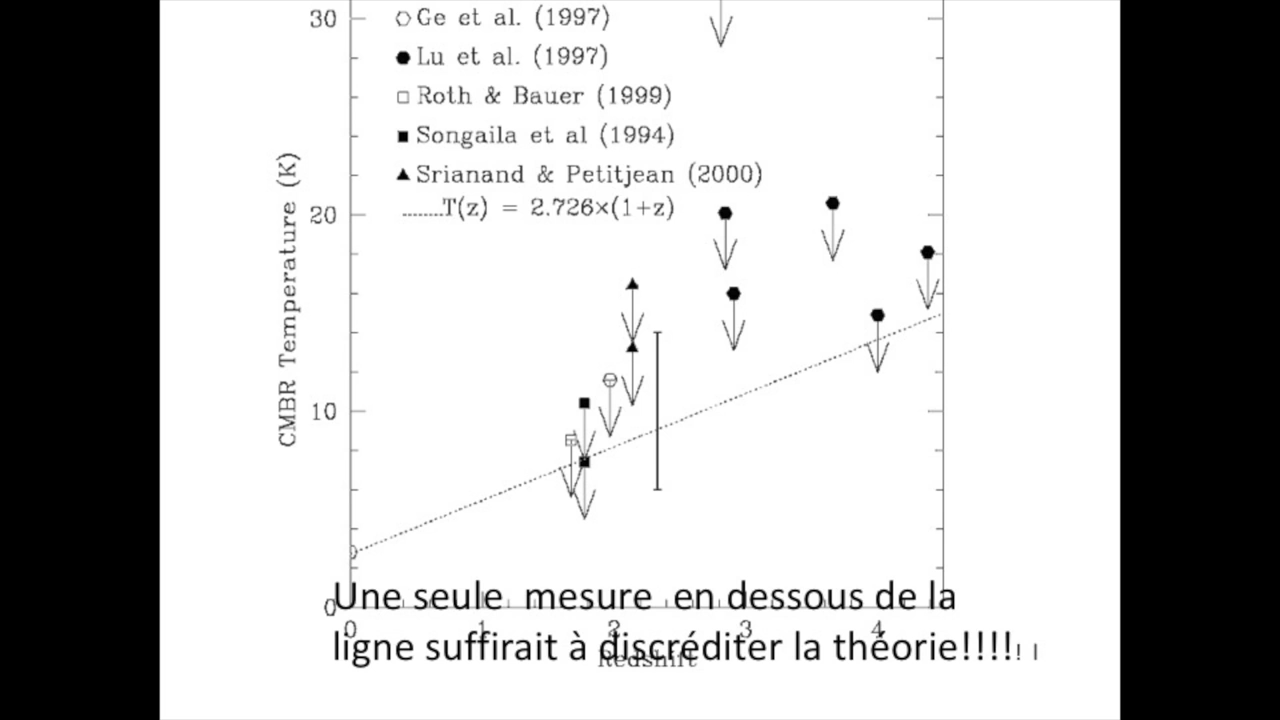 30
Ge et al. (1997)
Lu et al. (1997)
Roth & Bauer (1999)
Songaila et al (1994)
Srianand & Petitjean (2000)
T(z) = 2.726×(1+z)
20
10
0
CMBR Temperature (K)
0 1 2 3 4
Redshift
Une seule mesure en dessous de la
ligne suffirait à discréditer la théorie!!!!! !